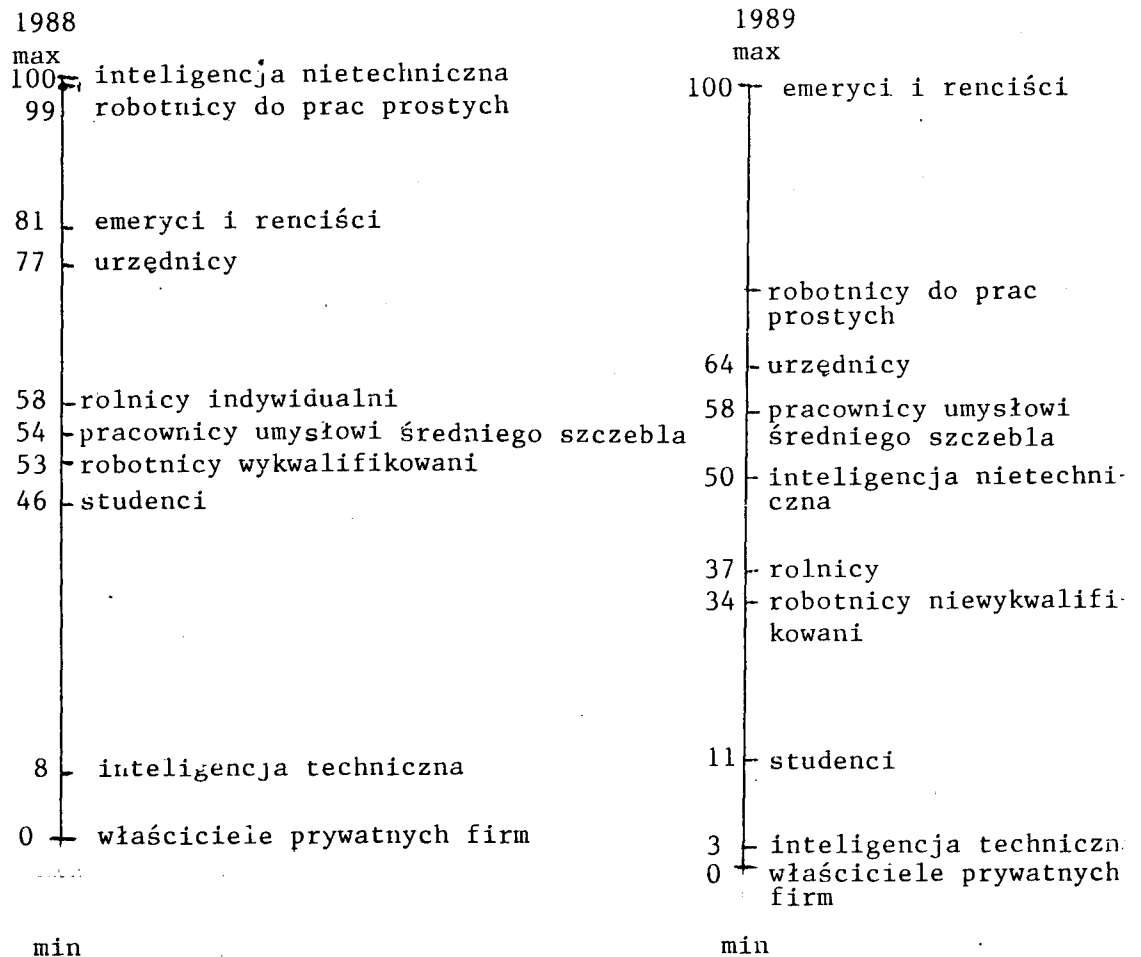 1988
max
100 inteligencja nietechniczna
99 robotnicy do prac prostych
81 emeryci i renciści
77 urzędnicy
58 rolnicy indywidualni
54 pracownicy umysłowi średniego szczebla
53 robotnicy wykwalifikowani
46 studenci
8 inteligencja techniczna
0 właściciele prywatnych firm
min
1989
max
100 emeryci i renciści
robotnicy do prac
prostych
64 urzędnicy
58 pracownicy umysłowi
średniego szczebla
50 inteligencja nietechni-
czna
37 rolnicy
34 robotnicy niewykwalifi-
kowani
11 studenci
3 inteligencja techniczn
0 właściciele prywatnych
firm
min